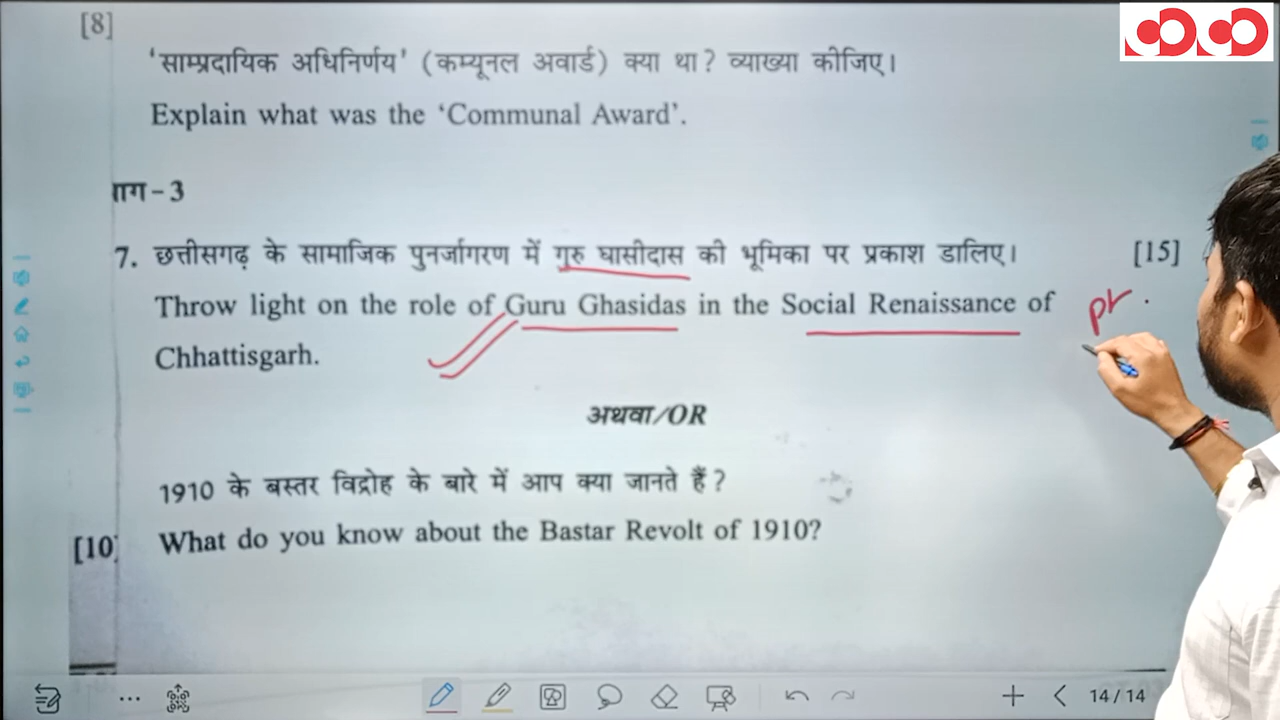 [8]
'साम्प्रदायिक अधिनिर्णय' (कम्यूनल अवार्ड) क्या था? व्याख्या कीजिए।
Explain what was the 'Communal Award'.
ाग-3
7. छत्तीसगढ़ के सामाजिक पुनर्जागरण में गुरु घासीदास की भूमिका पर प्रकाश डालिए। [15]
Throw light on the role of Guru Ghasidas in the Social Renaissance of
pr
Chhattisgarh.
अथवा/OR
1910 के बस्तर विद्रोह के बारे में आप क्या जानते हैं?
[10] What do you know about the Bastar Revolt of 1910?
14/14